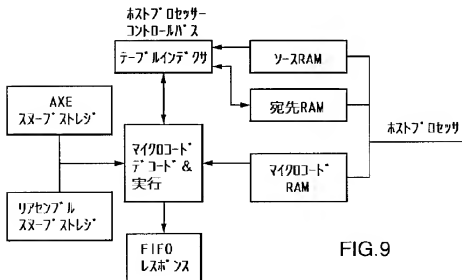 ホストプロセッサー
コントロールパス
テーブルインデクサ
ソースRAM
宛先RAM
ホストプロセッサ
AXE
スヌープストレジ
マイクロコード
デコード&
実行
マイクロコード
RAM
リアセンブル
スヌープストレジ
FIFO
レスポンス
FIG.9